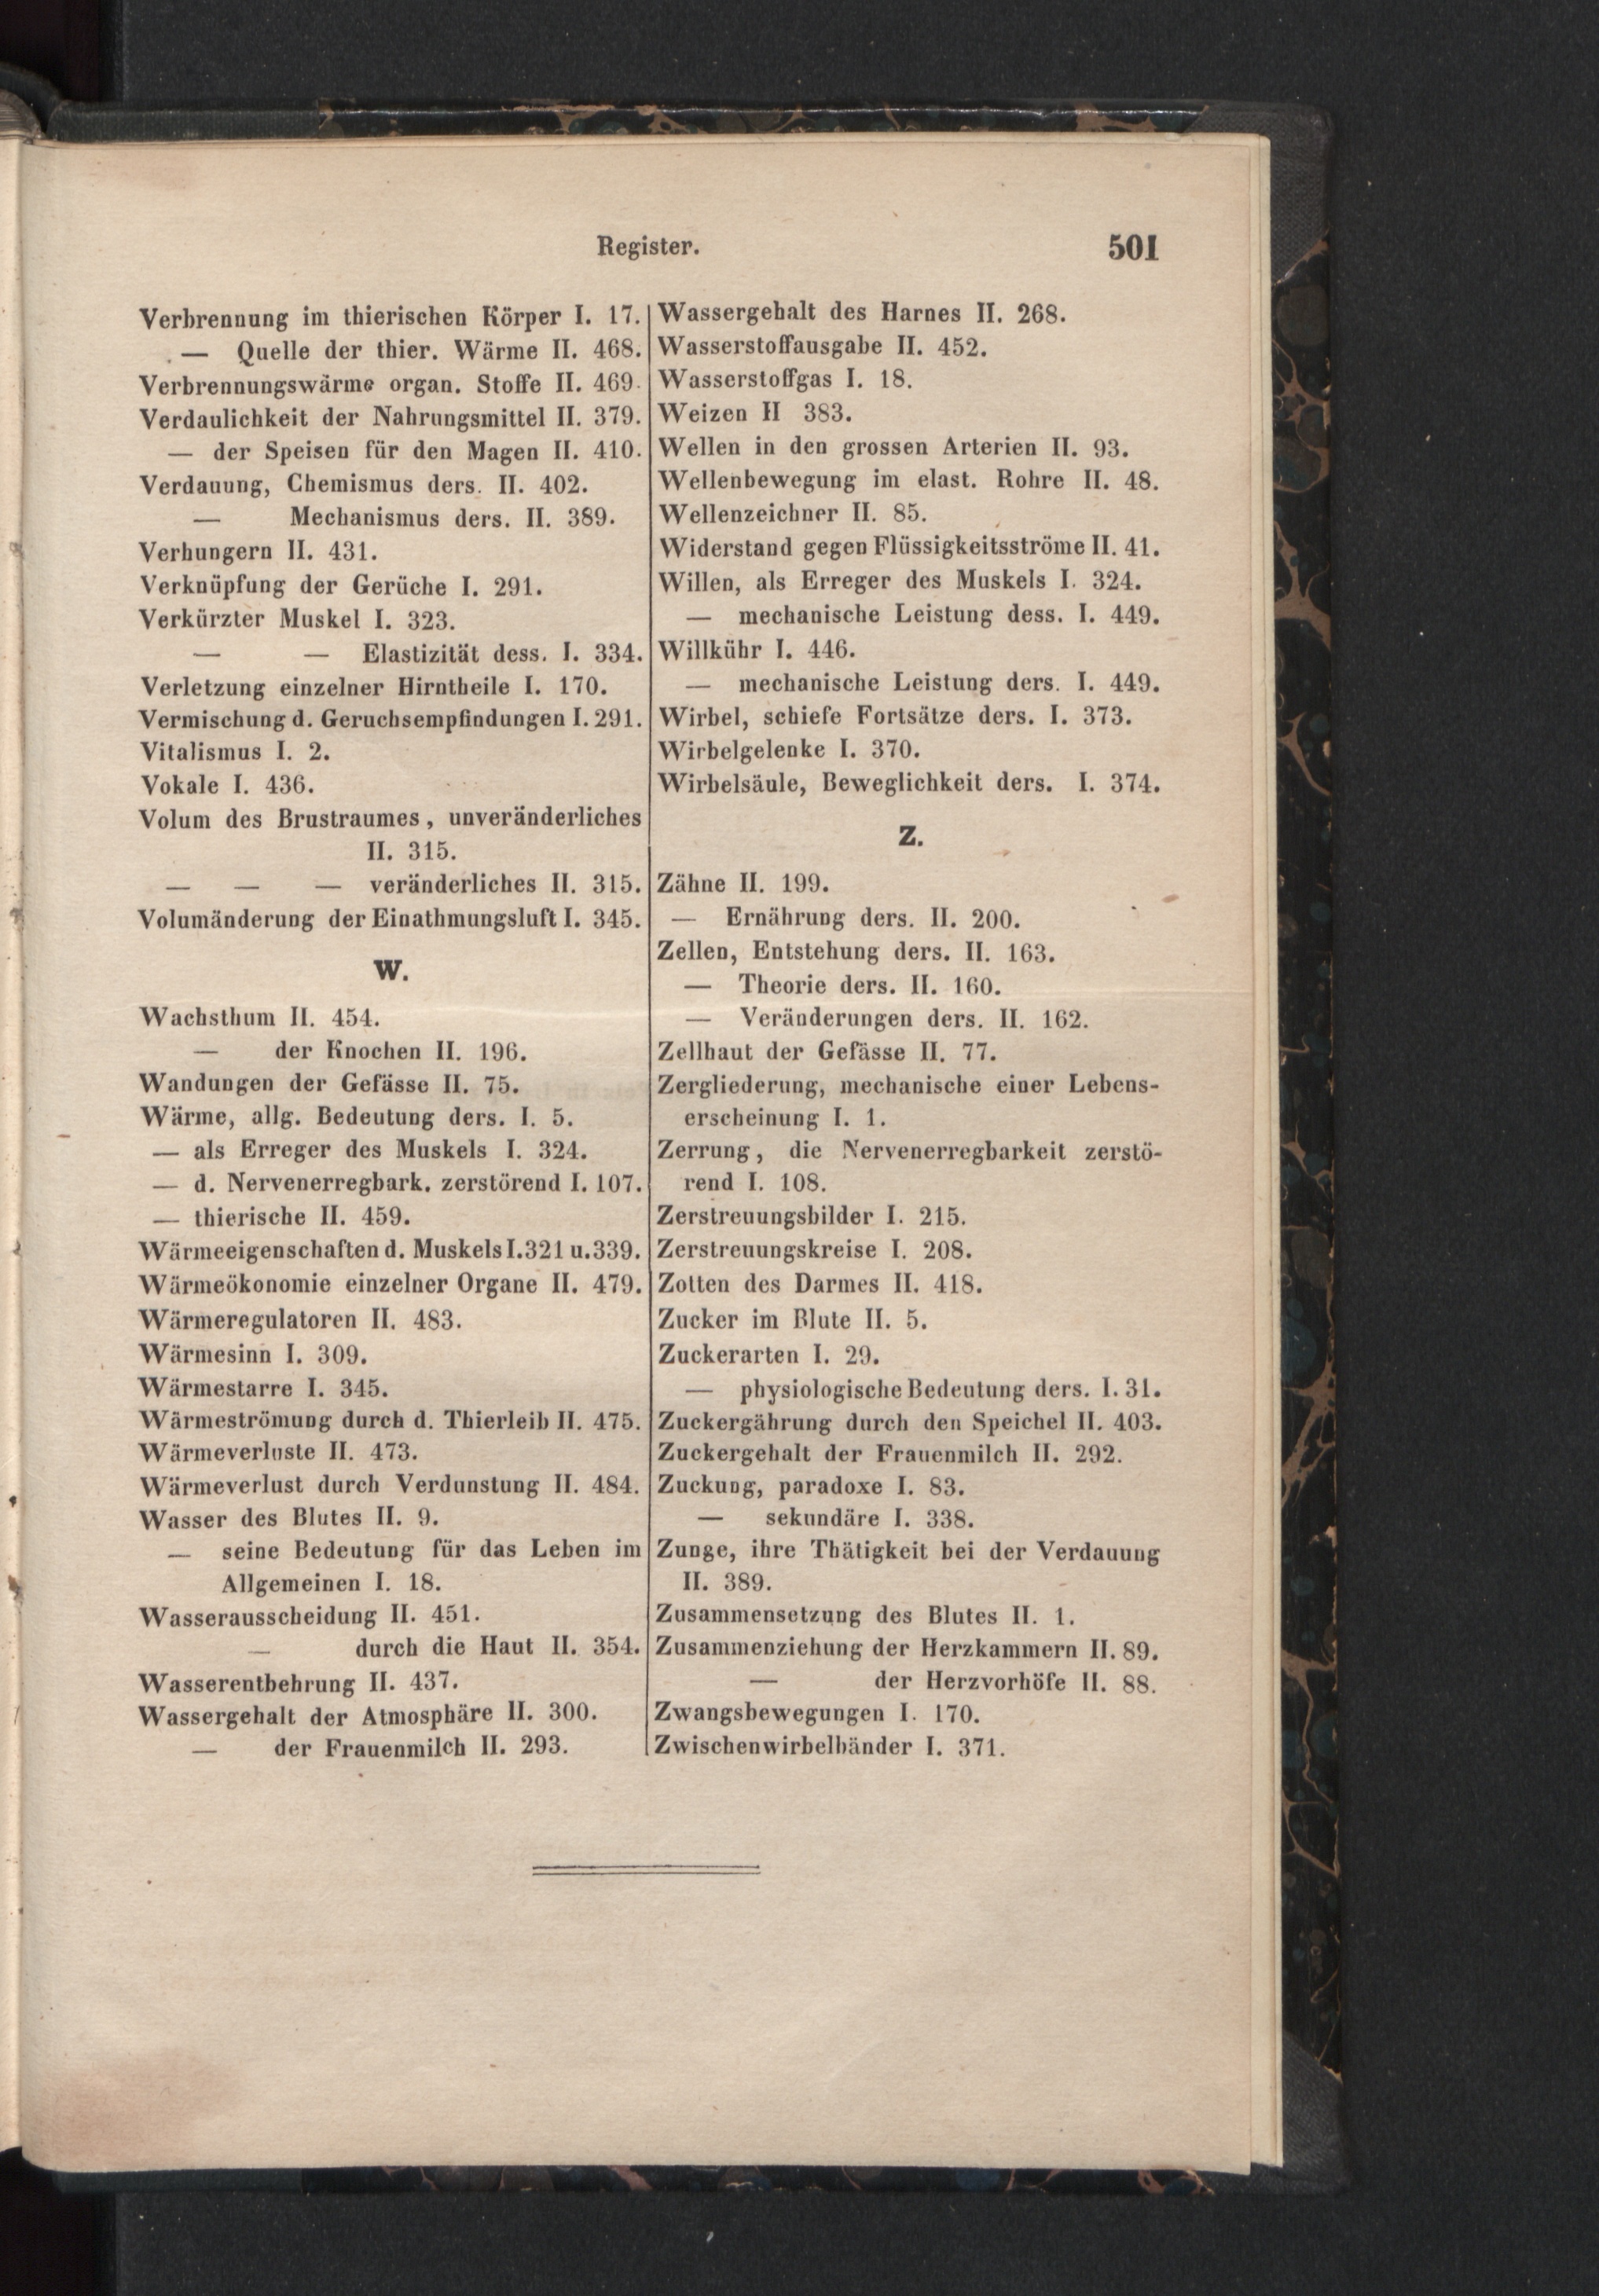 Register.
501
Verbrennung im thierischen Körper I. 17.
— Quelle der thier. Wärme II. 468.
Verbrennungswärme organ. Stoffe II. 469.
Verdaulichkeit der Nahrungsmittel II. 379.
— der Speisen für den Magen II. 410.
Verdauung, Chemismus ders. II. 402.
— Mechanismus ders. II. 389.
Verhungern II. 431.
Verknüpfung der Gerüche I. 291.
Verkürzter Muskel I. 323.
— — Elastizität dess. I. 334.
Verletzung einzelner Hirntheile I. 170.
Vermischung d. Geruchsempfindungen I. 291.
Vitalismus I. 2.
Vokale I. 436.
Volum des Brustraumes, unveränderliches
II. 315.
— — — veränderliches II. 315.
Volumänderung der Einathmungsluft I. 345.
W.
Wachsthum II. 454.
— der Knochen II. 196.
Wandungen der Gefässe II. 75.
Wärme, allg. Bedeutung ders. I. 5.
— als Erreger des Muskels I. 324.
— d. Nervenerregbark. zerstörend I. 107.
— thierische II. 459.
Wärmeeigenschaften d. Muskels I. 321 u. 339.
Wärmeökonomie einzelner Organe II. 479.
Wärmeregulatoren II. 483.
Wärmesinn I. 309.
Wärmestarre I. 345.
Wärmeströmung durch d. Thierleib II. 475.
Wärmeverluste II. 473.
Wärmeverlust durch Verdunstung II. 484.
Wasser des Blutes II. 9.
— seine Bedeutung für das Leben im
Allgemeinen I. 18.
Wasserausscheidung II. 451.
— durch die Haut II. 354.
Wasserentbehrung II. 437.
Wassergehalt der Atmosphäre II. 300.
— der Frauenmilch II. 293.
Wassergehalt des Harnes II. 268.
Wasserstoffausgabe II. 452.
Wasserstoffgas I. 18.
Weizen II 383.
Wellen in den grossen Arterien II. 93.
Wellenbewegung im elast. Rohre II. 48.
Wellenzeichner II. 85.
Widerstand gegen Flüssigkeitsströme II. 41.
Willen, als Erreger des Muskels I. 324.
— mechanische Leistung dess. I. 449.
Willkühr I. 446.
— mechanische Leistung ders. I. 449.
Wirbel, schiefe Fortsätze ders. I. 373.
Wirbelgelenke I. 370.
Wirbelsäule, Beweglichkeit ders. I. 374.
Z.
Zähne II. 199.
— Ernährung ders. II. 200.
Zellen, Entstehung ders. II. 163.
— Theorie ders. II. 160.
— Veränderungen ders. II. 162.
Zellhaut der Gefässe II. 77.
Zergliederung, mechanische einer Lebens-
erscheinung I. 1.
Zerrung, die Nervenerregbarkeit zerstö-
rend I. 108.
Zerstreuungsbilder I. 215.
Zerstreuungskreise I. 208.
Zotten des Darmes II. 418.
Zucker im Blute II. 5.
Zuckerarten I. 29.
— physiologische Bedeutung ders. I. 31.
Zuckergährung durch den Speichel II. 403.
Zuckergehalt der Frauenmilch II. 292.
Zuckung, paradoxe I. 83.
— sekundäre I. 338.
Zunge, ihre Thätigkeit bei der Verdauung
II. 389.
Zusammensetzung des Blutes II. 1.
Zusammenziehung der Herzkammern II. 89.
— der Herzvorhöfe II. 88.
Zwangsbewegungen I. 170.
Zwischenwirbelbänder I. 371.